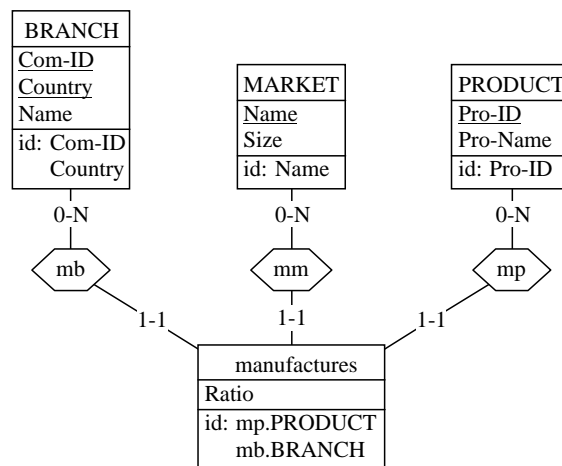 BRANCH
Com-ID
Country
Name
id: Com-ID
Country
MARKET
Name
Size
id: Name
PRODUCT
Pro-ID
Pro-Name
id: Pro-ID
0-N
0-N
0-N
mb
mm
mp
1-1
1-1
1-1
manufactures
Ratio
id: mp.PRODUCT
mb.BRANCH